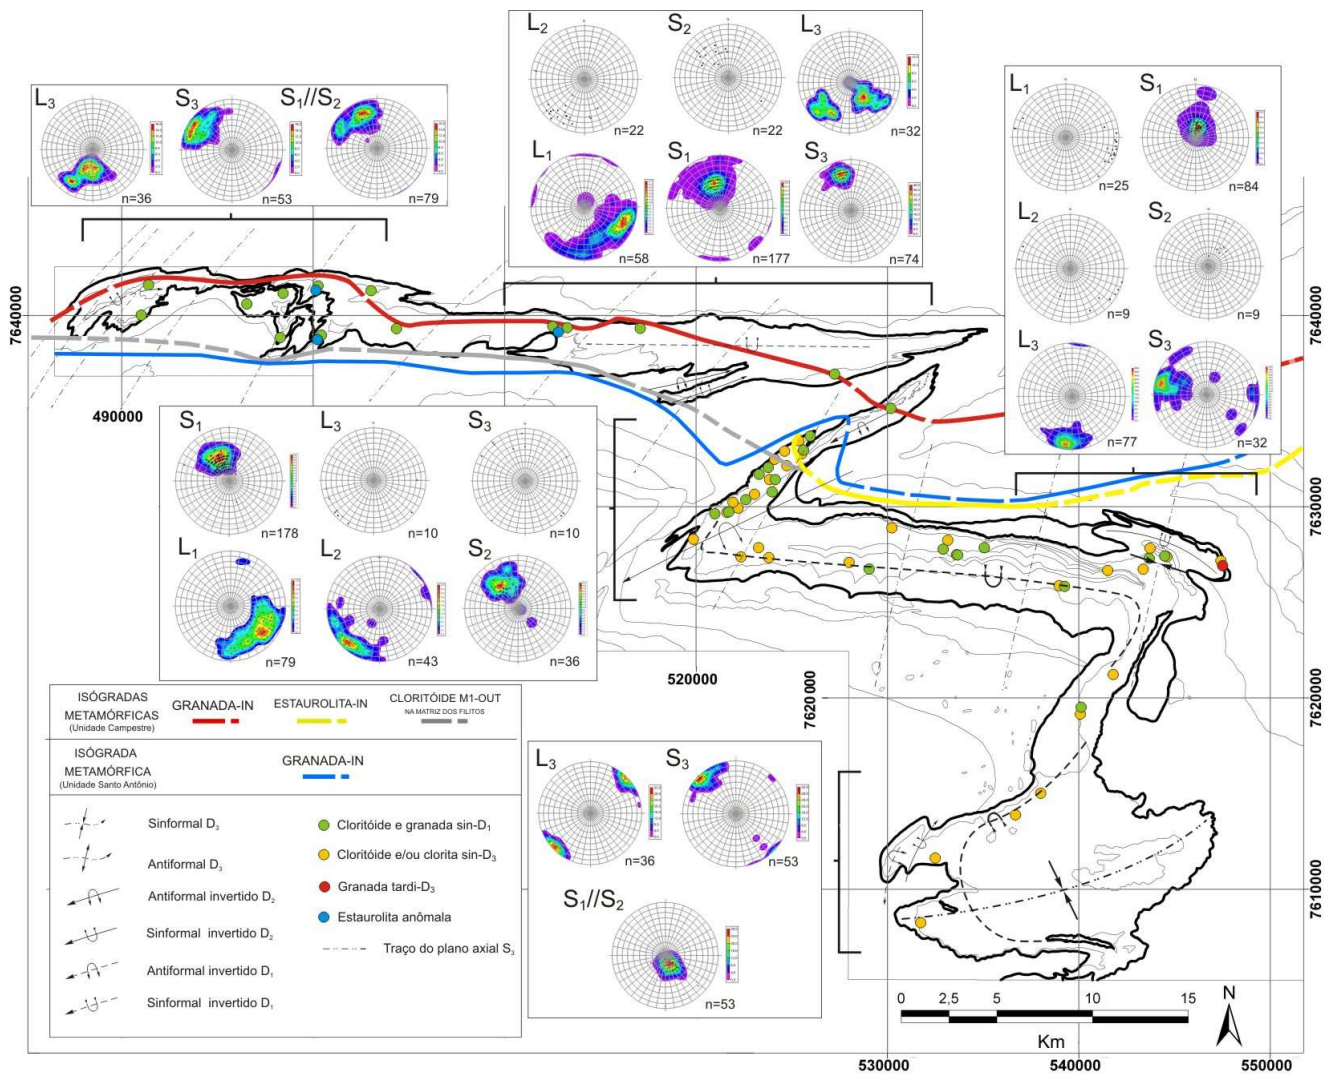 L3
S3
S1//S2
n=36
n=53
n=79
L2
S2
L3
n=22
n=22
n=32
L1
S1
S3
n=58
n=177
n=74
L1
S1
n=25
n=84
L2
S2
n=9
n=9
L3
S3
n=77
n=32
7640000
7640000
490000
S1
L3
S3
n=178
n=10
n=10
L1
L2
S2
n=79
n=43
n=36
7630000
520000
7620000
7620000
ISÓGRADAS
METAMÓRFICAS
(Unidade Campestre)
GRANADA-IN
ESTAUROLITA-IN
CLORITÓIDE M1-OUT
NA MATRIZ DOS FILITOS
ISÓGRADA
METAMÓRFICA
(Unidade Santo Antônio)
GRANADA-IN
Sinformal D3
Antiformal D3
Antiformal invertido D2
Sinformal invertido D2
Antiformal invertido D1
Sinformal invertido D1
Cloritóide e granada sin-D1
Cloritóide e/ou clorita sin-D3
Granada tardi-D3
Estaurolita anômala
Traço do plano axial S3
L3
S3
n=36
n=53
S1//S2
n=53
7610000
0 2,5 5 10 15
Km
N
530000
540000
550000